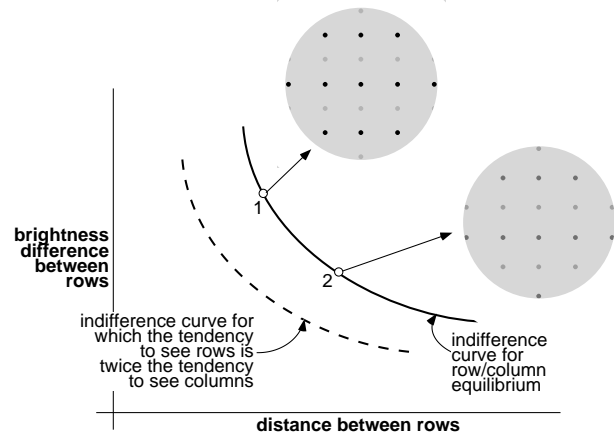 1
brightness
difference
between
rows
2
indifference curve for
which the tendency
to see rows is
twice the tendency
to see columns
indifference
curve for
row/column
equilibrium
distance between rows